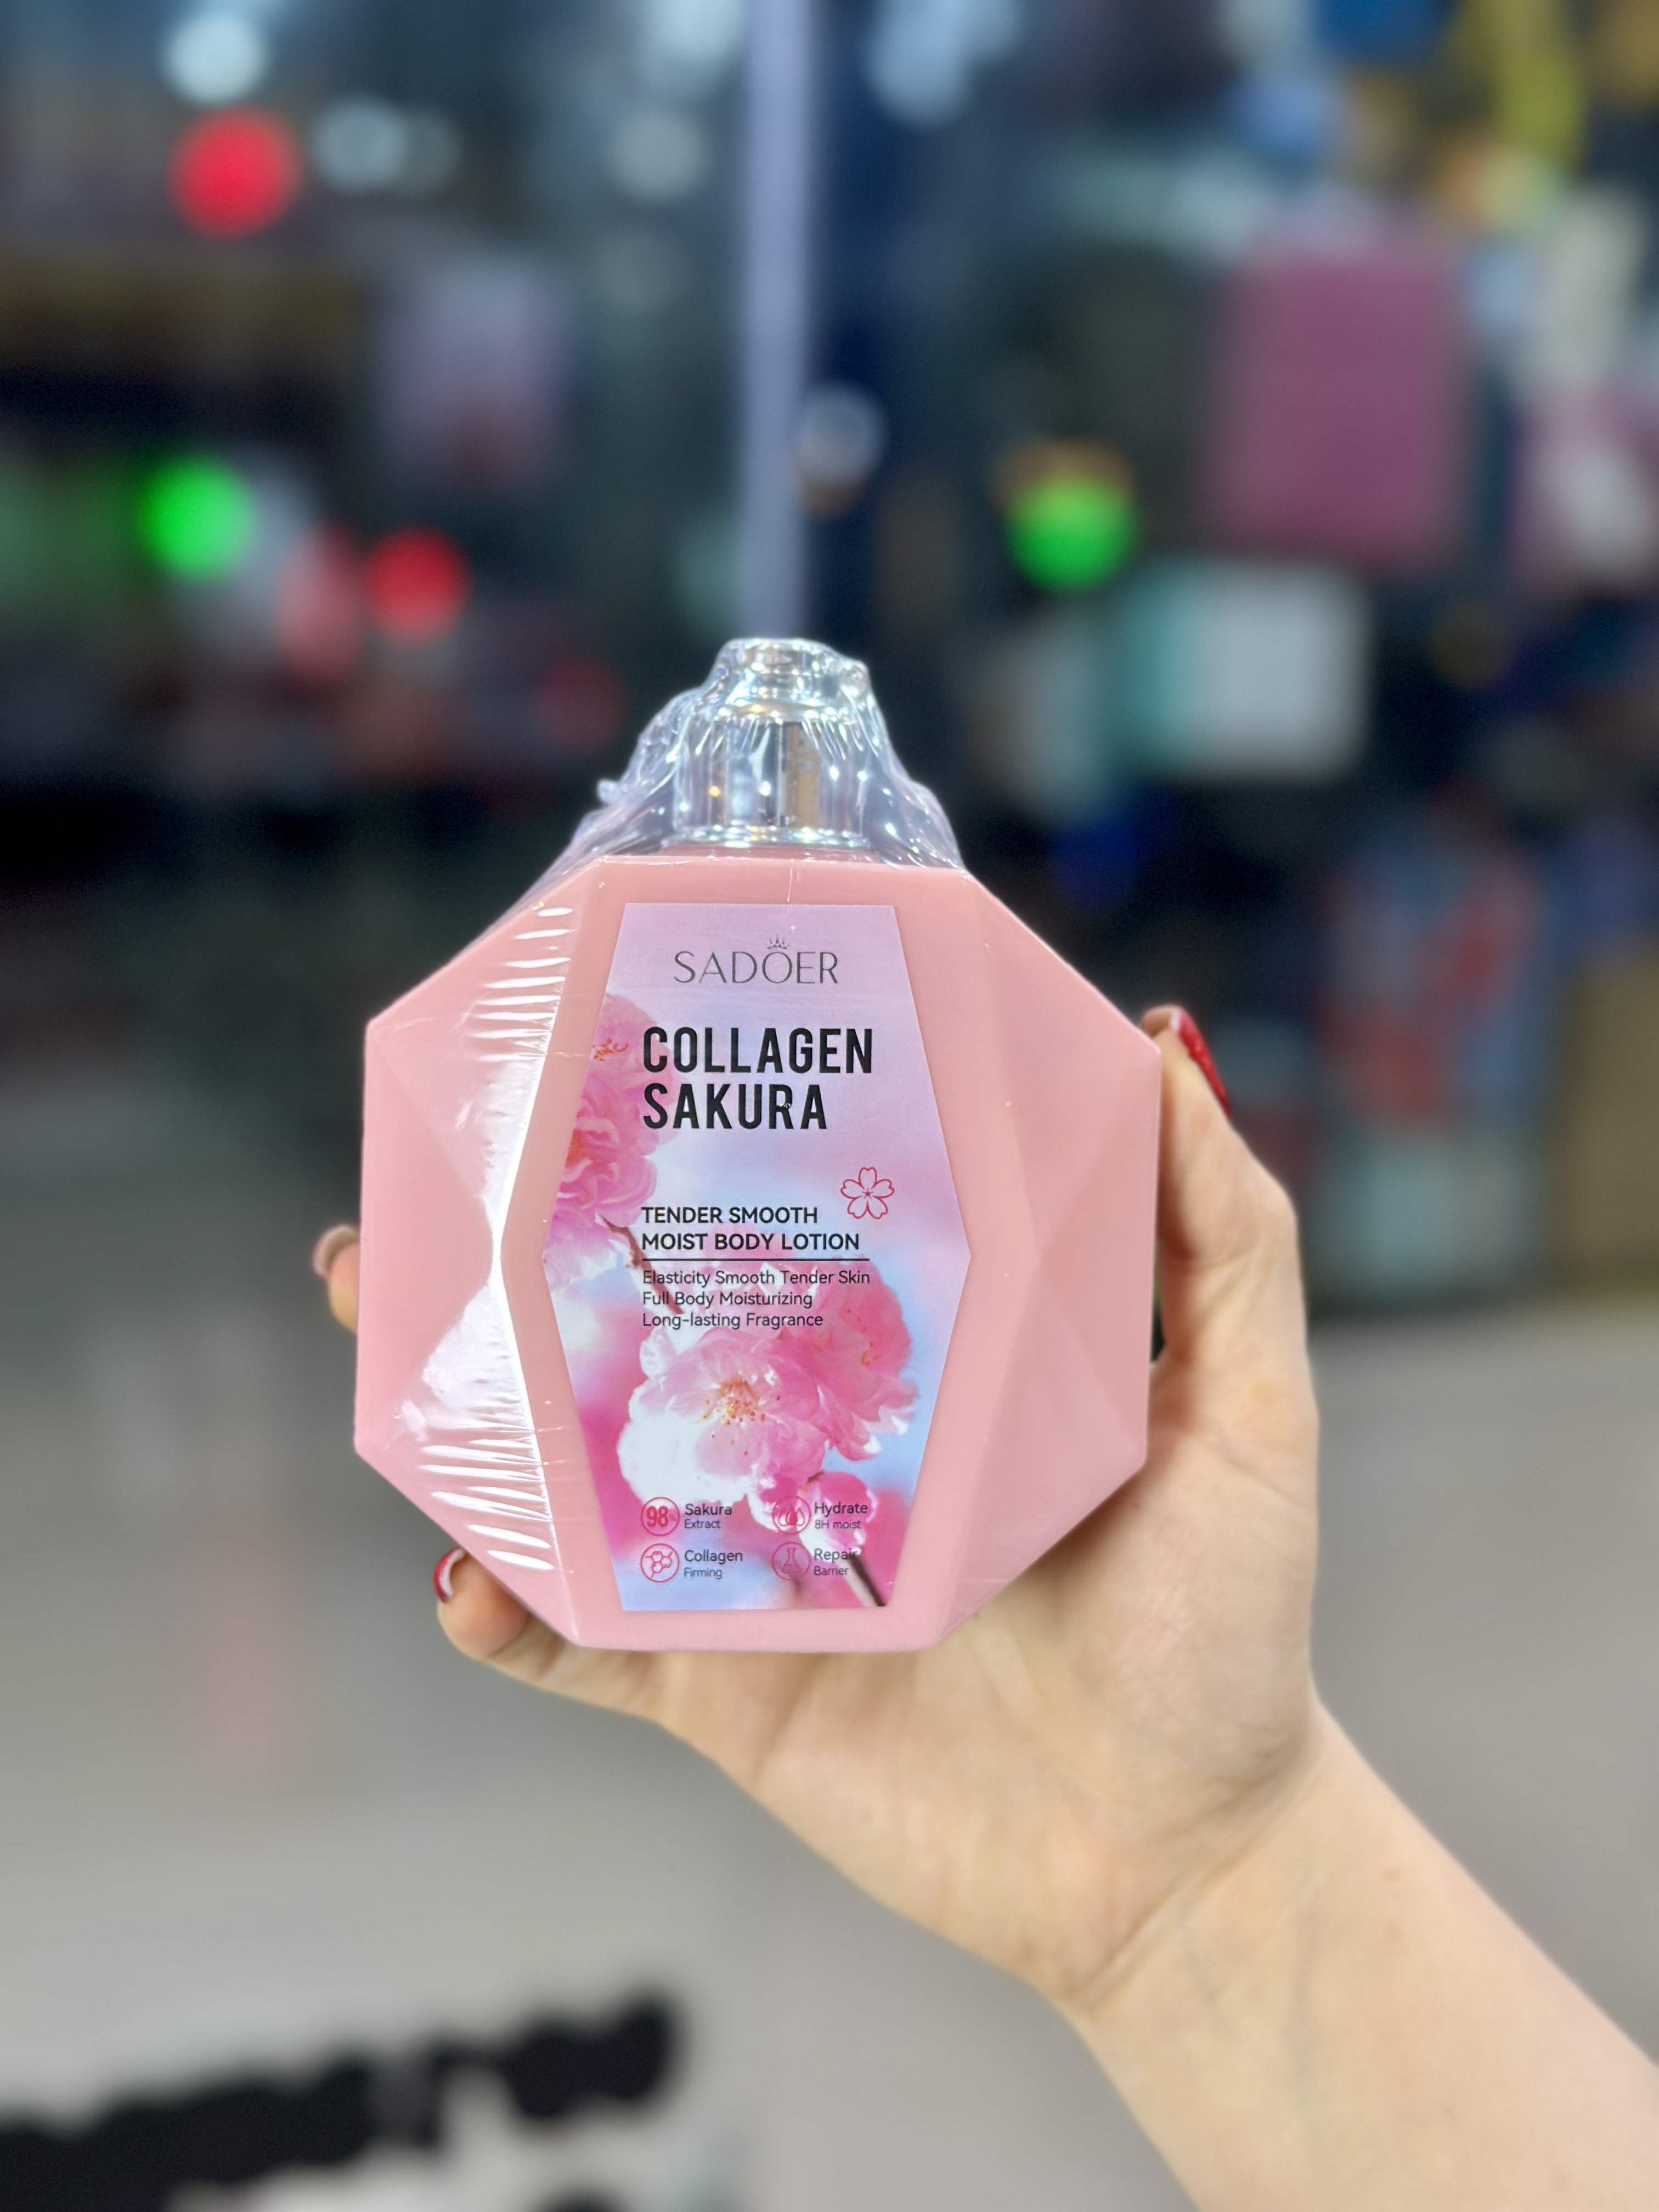 SADOER
COLLAGEN
SAKURA
TENDER SMOOTH
MOIST BODY LOTION
Elasticity Smooth Tender Skin
Full Body Moisturizing
Long-lasting Fragrance
98 Sakura Extract
Hydrate 8H moist
Collagen Firming
Repair Barrier